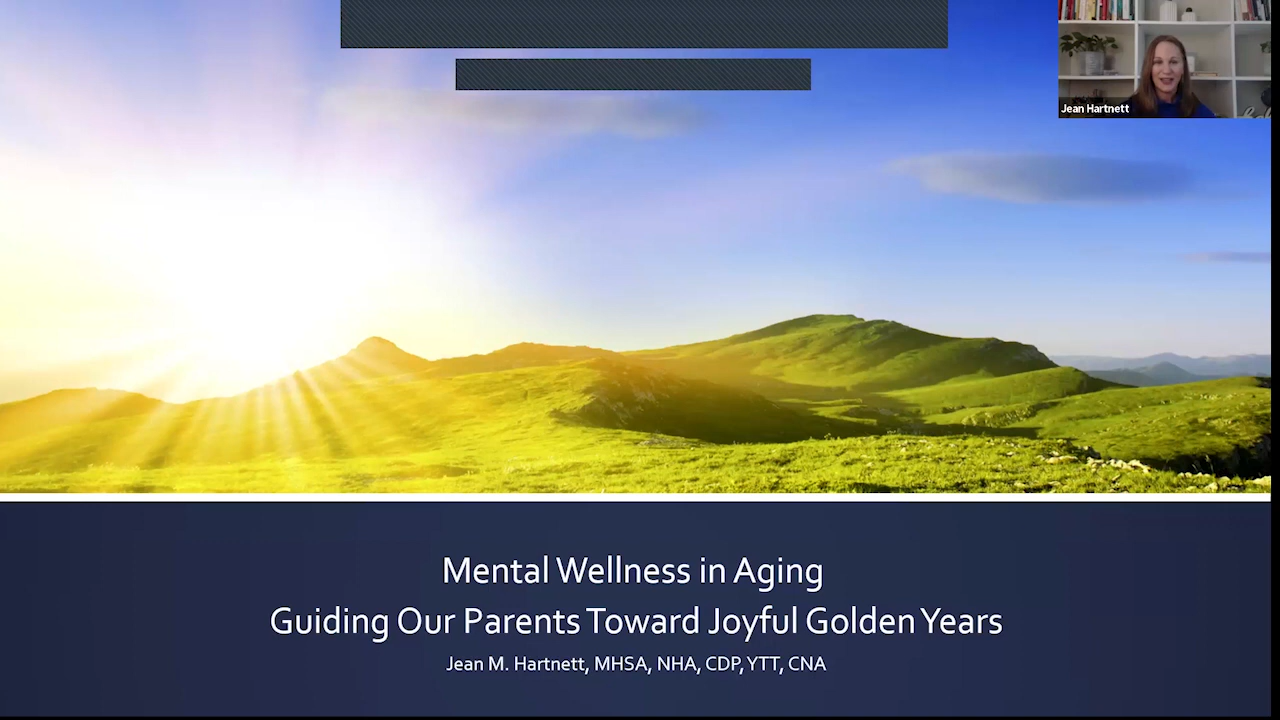 Jean Hartnett
Mental Wellness in Aging
Guiding Our Parents Toward Joyful Golden Years
Jean M. Hartnett, MHSA, NHA, CDP, YTT, CNA